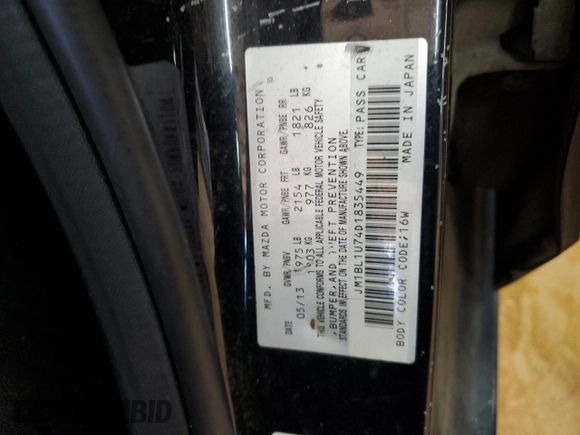 MFD. BY MAZDA MOTOR CORPORATION
DATE GVWR/PNBV GAWR/PNBE FRT GAWR/PNBE RR
05/13 3975 LB 2154 LB 1821 LB
1803 KG 977 KG 826 KG
THIS VEHICLE CONFORMS TO ALL APPLICABLE FEDERAL MOTOR VEHICLE SAFETY
,BUMPER,AND THEFT PREVENTION
STANDARDS IN EFFECT ON THE DATE OF MANUFACTURE SHOWN ABOVE.
JM1BL1U74D1835449 TYPE: PASS CAR
BODY COLOR CODE:16W MADE IN JAPAN